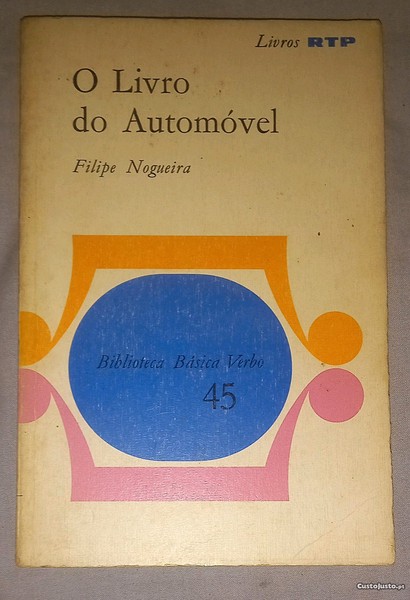 Livros RTP
O Livro
do Automóvel
Filipe Nogueira
Biblioteca Básica Verbo
45
CustoJusto.pt